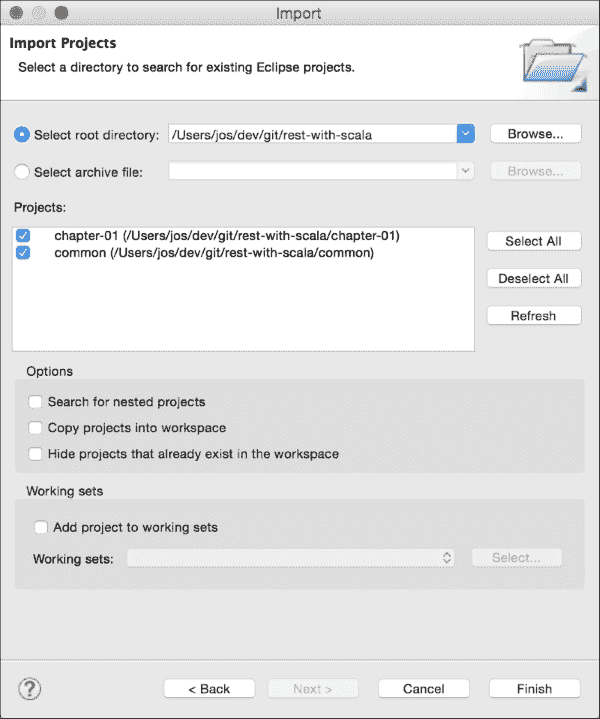 Import
Import Projects
Select a directory to search for existing Eclipse projects.
Select root directory: /Users/jos/dev/git/rest-with-scala Browse...
Select archive file: Browse...
Projects:
chapter-01 (/Users/jos/dev/git/rest-with-scala/chapter-01)
common (/Users/jos/dev/git/rest-with-scala/common)
Select All
Deselect All
Refresh
Options
Search for nested projects
Copy projects into workspace
Hide projects that already exist in the workspace
Working sets
Add project to working sets
Working sets: Select...
? < Back Next > Cancel Finish